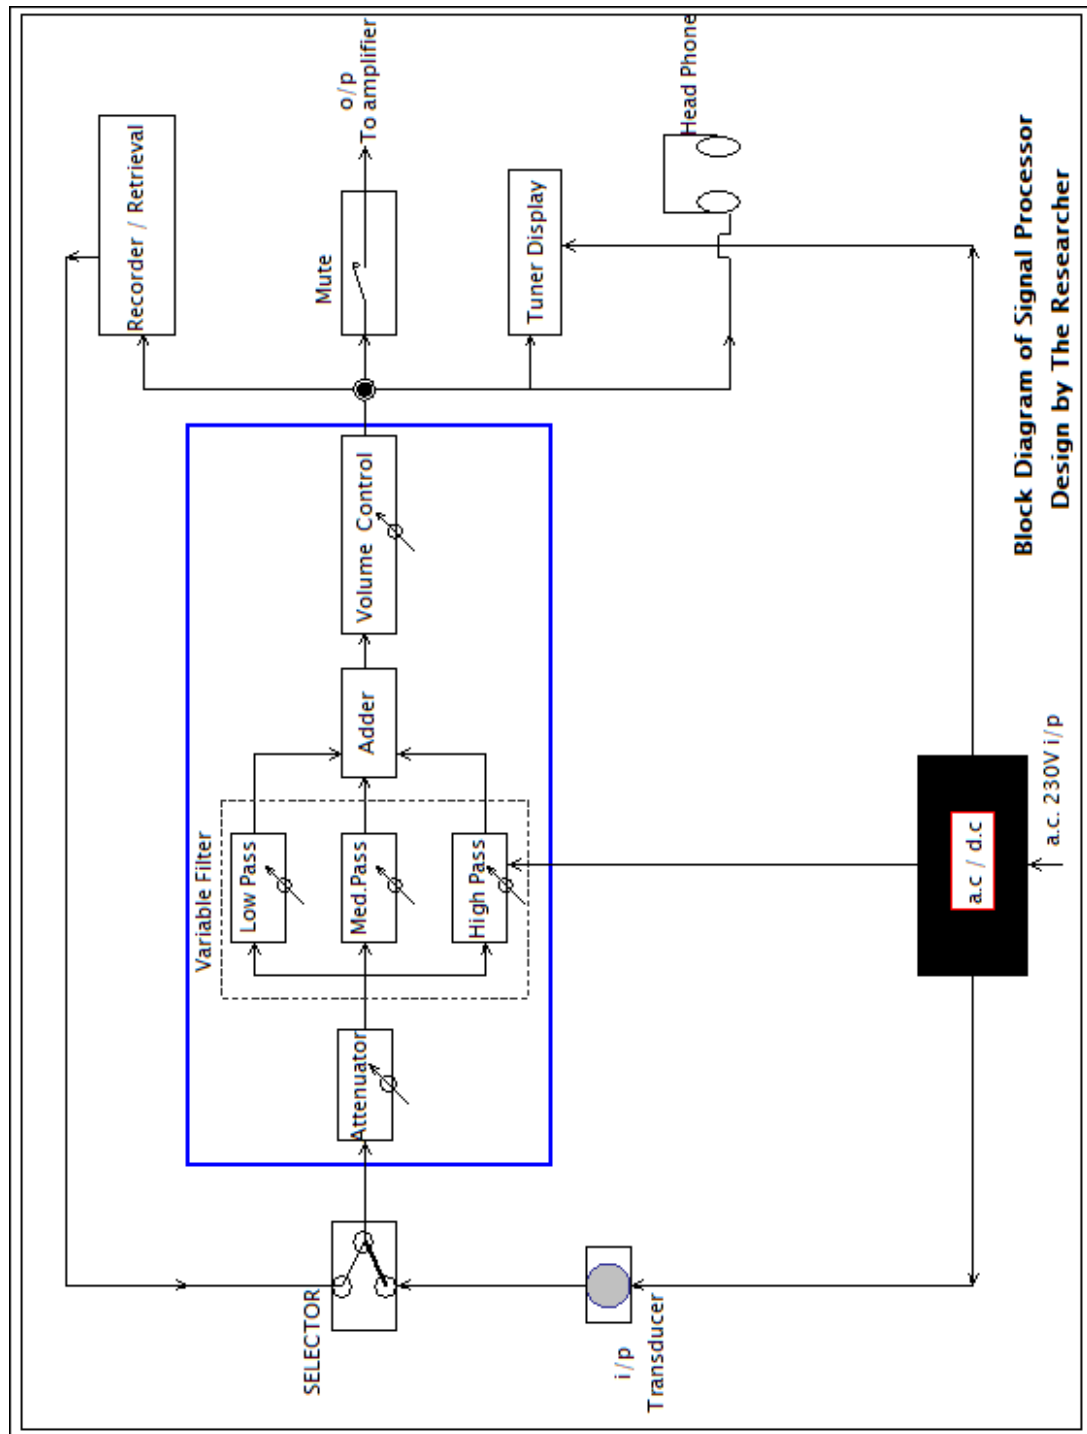 Recorder / Retrieval
o/p
To amplifier
Head Phone
Mute
Tuner Display
Variable Filter
Low Pass
Med.Pass
High Pass
Attenuator
Adder
Volume Control
SELECTOR
i/p
Transducer
a.c / d.c
a.c. 230V i/p
Block Diagram of Signal Processor
Design by The Researcher